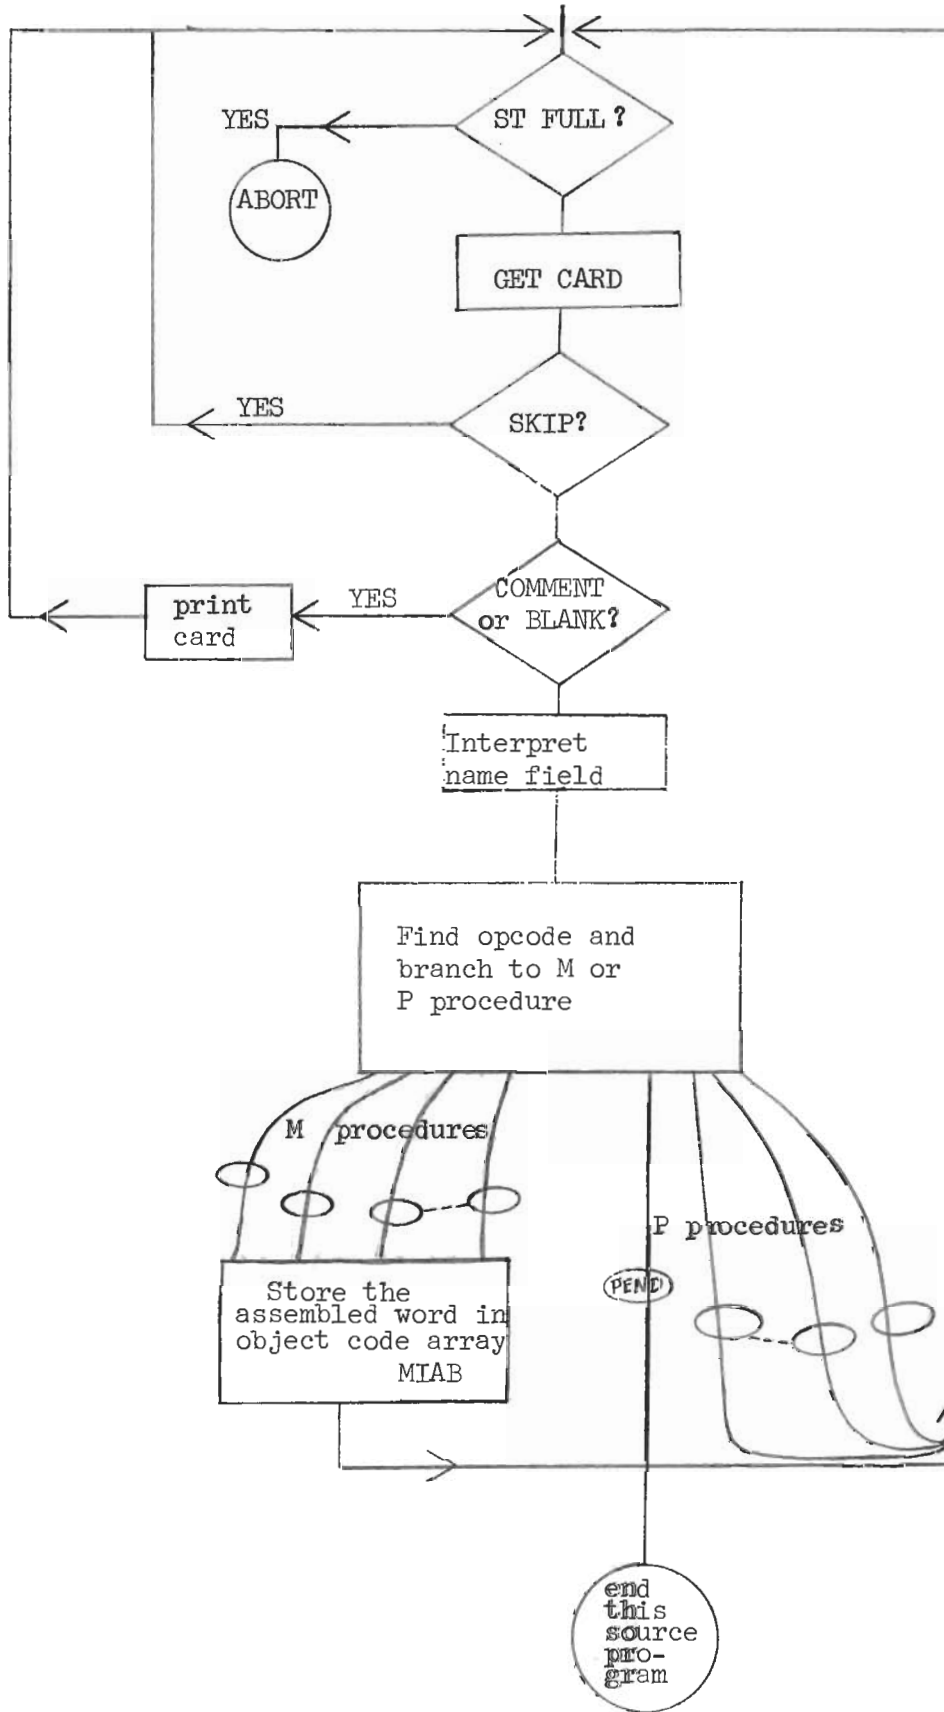 ST FULL?
YES
ABORT
GET CARD
YES
SKIP?
COMMENT
or BLANK?
YES
print
card
Interpret
name field
Find opcode and
branch to M or
P procedure
M procedures
P procedures
PEND
Store the
assembled word in
object code array
MIAB
end
this
source
pro-
gram